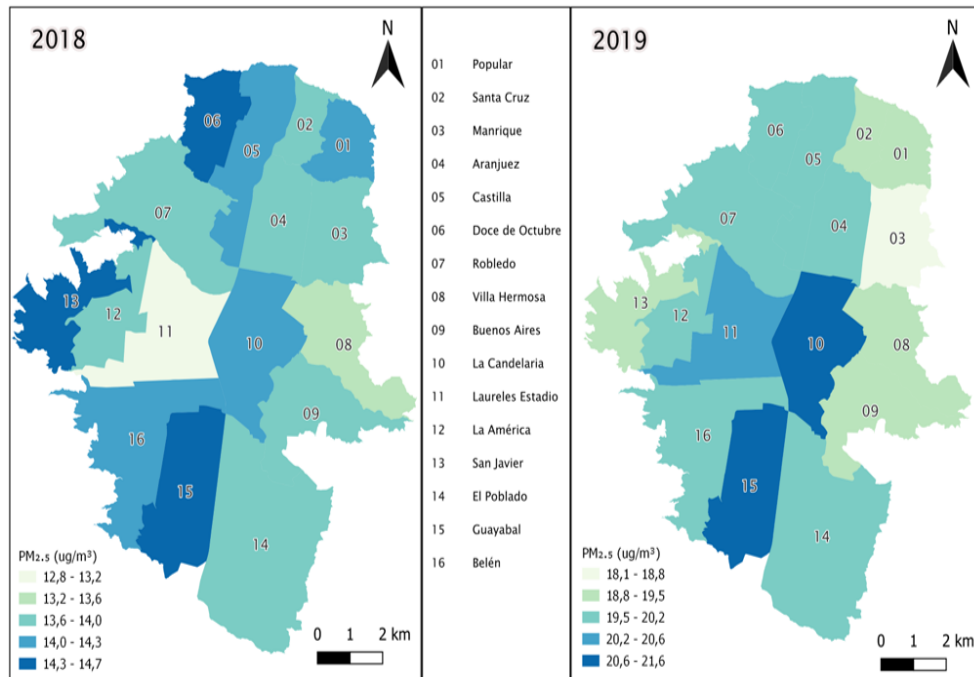 2018
N
06
05
02
01
07
04
03
13
12
11
10
08
09
16
15
14
PM₂.₅ (ug/m³)
12,8 - 13,2
13,2 - 13,6
13,6 - 14,0
14,0 - 14,3
14,3 - 14,7
0 1 2 km
01 Popular
02 Santa Cruz
03 Manrique
04 Aranjuez
05 Castilla
06 Doce de Octubre
07 Robledo
08 Villa Hermosa
09 Buenos Aires
10 La Candelaria
11 Laureles Estadio
12 La América
13 San Javier
14 El Poblado
15 Guayabal
16 Belén
2019
N
06
02
05
01
07
04
03
13
12
11
10
08
09
16
15
14
PM₂.₅ (ug/m³)
18,1 - 18,8
18,8 - 19,5
19,5 - 20,2
20,2 - 20,6
20,6 - 21,6
0 1 2 km